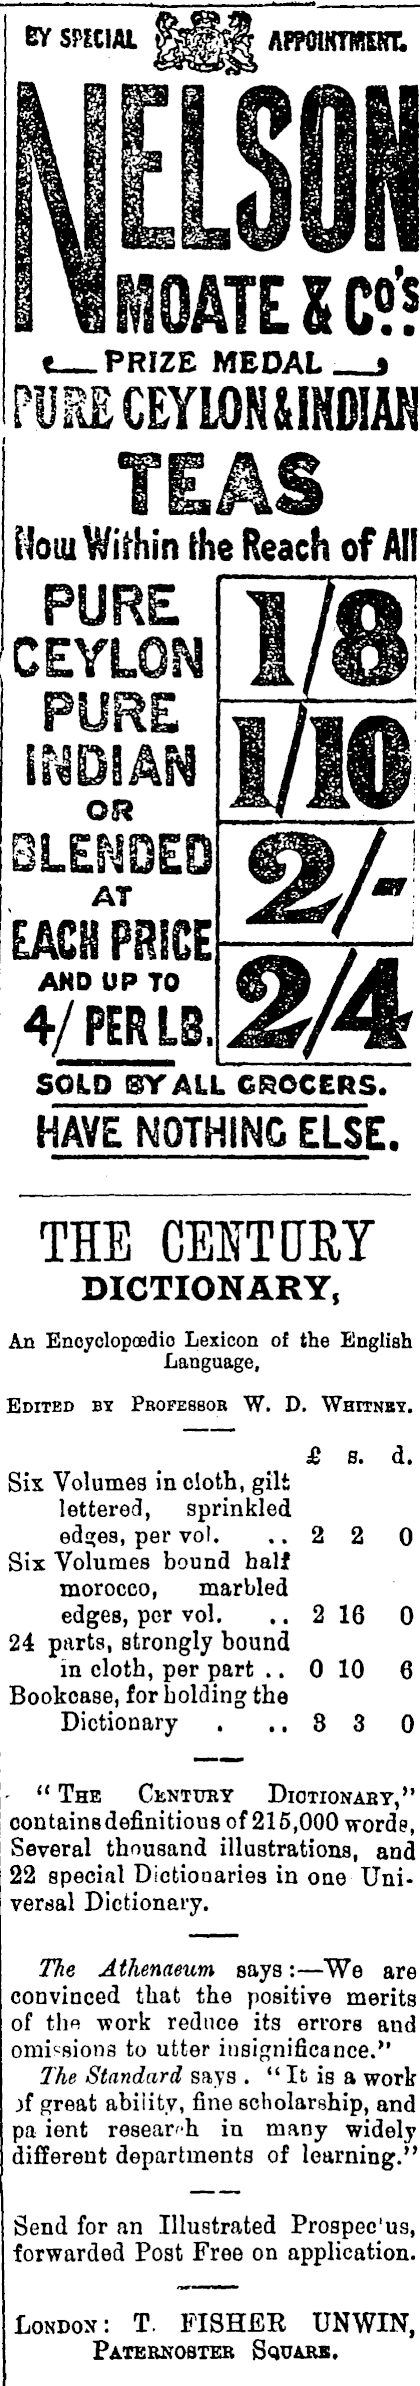 BY SPECIAL APPOINTMENT.
NELSON
MOATE & Co's
PRIZE MEDAL
PURE CEYLON & INDIAN
TEAS
Now Within the Reach of All
PURE
CEYLON
PURE
INDIAN
OR
BLENDED
AT
EACH PRICE
AND UP TO
4/ PER LB.
1/8
1/10
2/-
2/4
SOLD BY ALL GROCERS.
HAVE NOTHING ELSE.
THE CENTURY
DICTIONARY,
An Encyclopœdic Lexicon of the English
Language,
EDITED BY PROFESSOR W. D. WHITNEY.
£ s. d.
Six Volumes in cloth, gilt
lettered, sprinkled
edges, per vol. .. 2 2 0
Six Volumes bound half
morocco, marbled
edges, per vol. .. 2 16 0
24 parts, strongly bound
in cloth, per part .. 0 10 6
Bookcase, for holding the
Dictionary . .. 3 3 0
"THE CENTURY DICTIONARY,"
contains definitions of 215,000 words,
Several thousand illustrations, and
22 special Dictionaries in one Uni-
versal Dictionary.
The Athenaeum says:—We are
convinced that the positive merits
of the work reduce its errors and
omissions to utter insignificance."
The Standard says. "It is a work
of great ability, fine scholarship, and
pa ient research in many widely
different departments of learning."
Send for an Illustrated Prospec'us,
forwarded Post Free on application.
LONDON: T. FISHER UNWIN,
PATERNOSTER SQUARE.